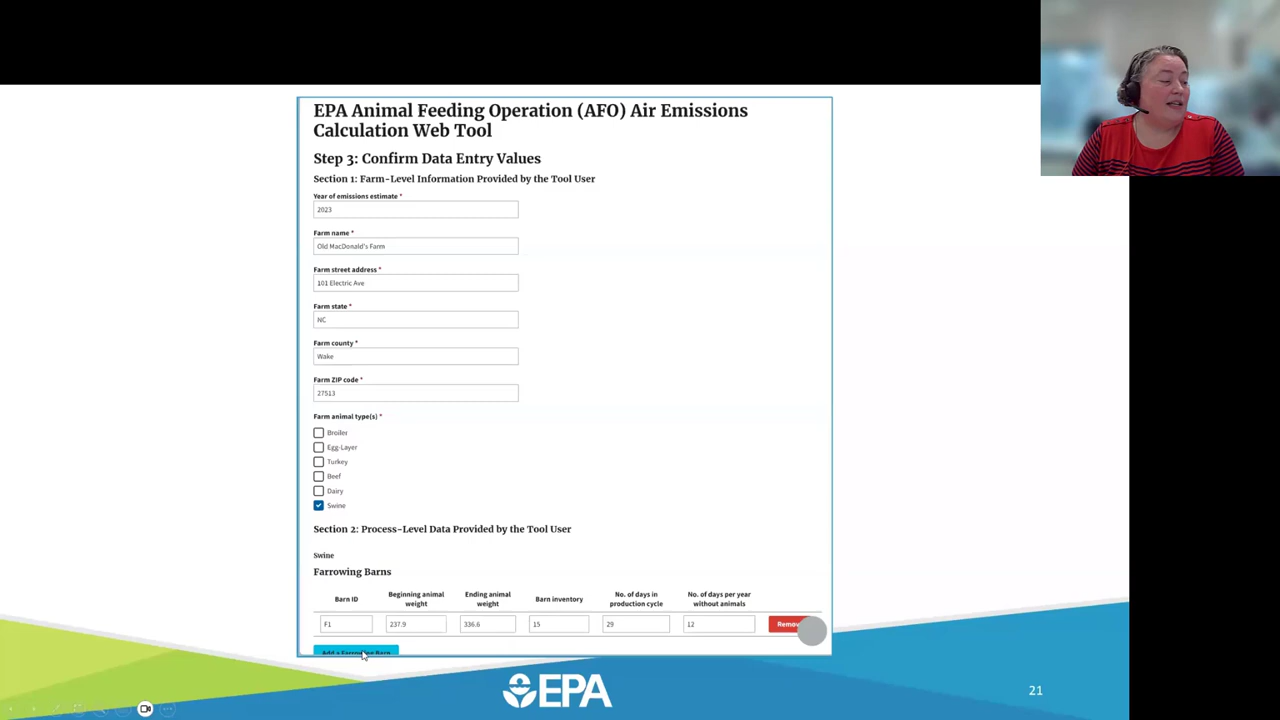 EPA Animal Feeding Operation (AFO) Air Emissions
Calculation Web Tool
Step 3: Confirm Data Entry Values
Section 1: Farm-Level Information Provided by the Tool User
Year of emissions estimate *
2023
Farm name *
Old MacDonald's Farm
Farm street address *
101 Electric Ave
Farm state *
NC
Farm county *
Wake
Farm ZIP code *
27513
Farm animal type(s) *
Broiler
Egg-Layer
Turkey
Beef
Dairy
Swine
Section 2: Process-Level Data Provided by the Tool User
Swine
Farrowing Barns
Barn ID Beginning animal weight Ending animal weight Barn inventory No. of days in production cycle No. of days per year without animals
F1 237.9 336.6 15 29 12
Add a Farrowing Barn
EPA
21